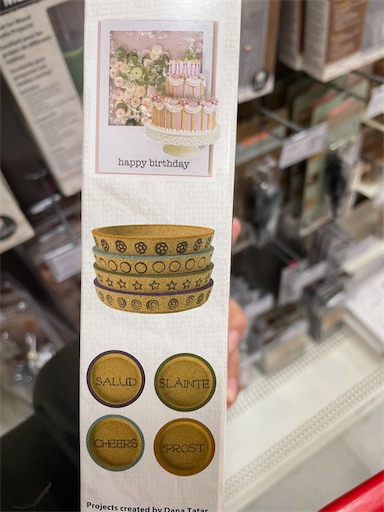 happy birthday
SALUD
SLAINTE
CHEERS
PROST
Projects created by Dana Tatar